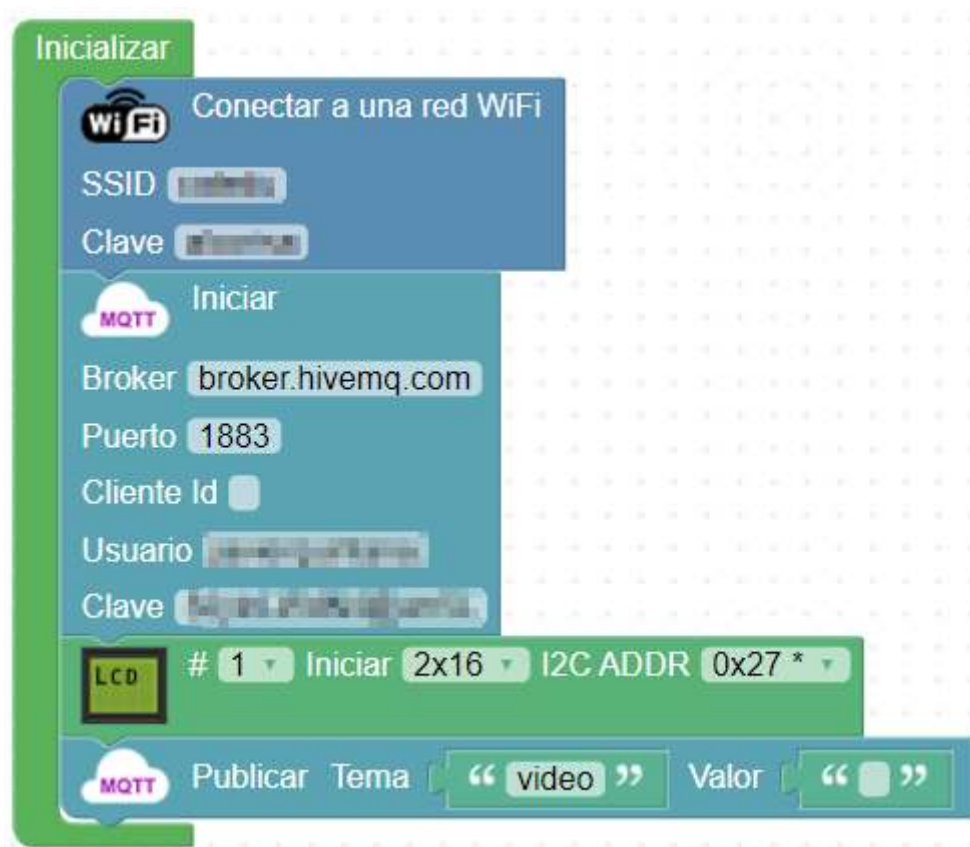 Inicializar
WiFi Conectar a una red WiFi
SSID
Clave
MQTT Iniciar
Broker broker.hivemq.com
Puerto 1883
Cliente Id
Usuario
Clave
LCD # 1 Iniciar 2x16 I2C ADDR 0x27 *
MQTT Publicar Tema “ video ” Valor “ ”